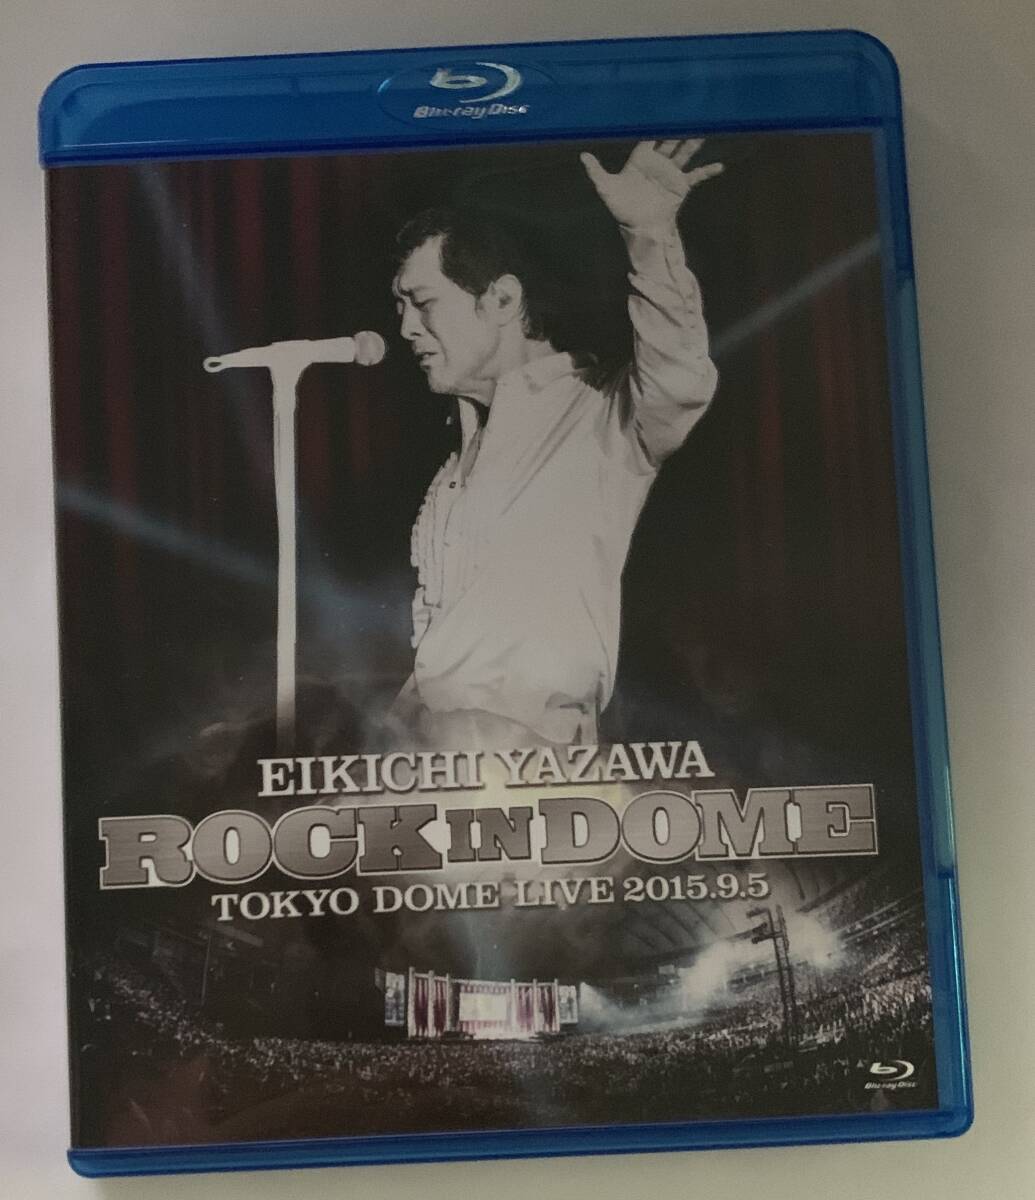 Blu-ray Disc
EIKICHI YAZAWA
ROCK IN DOME
TOKYO DOME LIVE 2015.9.5
Blu-ray Disc